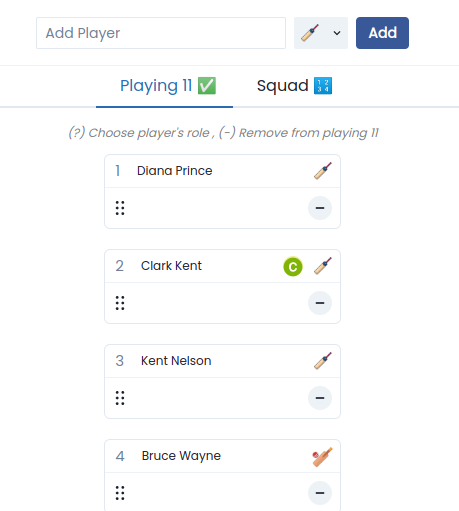 Add Player
Add
Playing 11 ✅
Squad 🔢
(?) Choose player's role , (-) Remove from playing 11
1 Diana Prince
2 Clark Kent C
3 Kent Nelson
4 Bruce Wayne